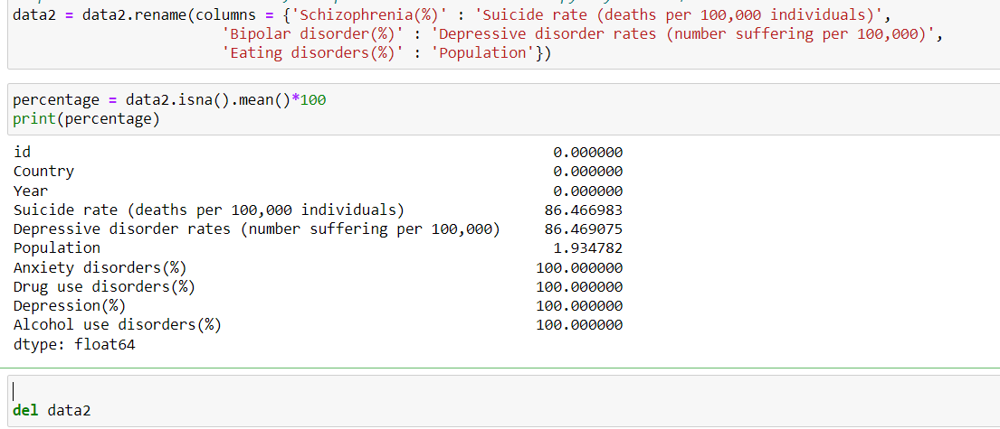 data2 = data2.rename(columns = {'Schizophrenia(%)' : 'Suicide rate (deaths per 100,000 individuals)',
'Bipolar disorder(%)' : 'Depressive disorder rates (number suffering per 100,000)',
'Eating disorders(%)' : 'Population'})
percentage = data2.isna().mean()*100
print(percentage)
id 0.000000
Country 0.000000
Year 0.000000
Suicide rate (deaths per 100,000 individuals) 86.466983
Depressive disorder rates (number suffering per 100,000) 86.469075
Population 1.934782
Anxiety disorders(%) 100.000000
Drug use disorders(%) 100.000000
Depression(%) 100.000000
Alcohol use disorders(%) 100.000000
dtype: float64
del data2